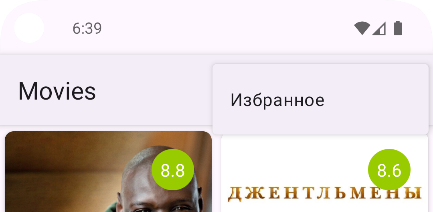 6:39
Movies
Избранное
8.8
8.6
ДЖЕНТЛЬМЕНЫ